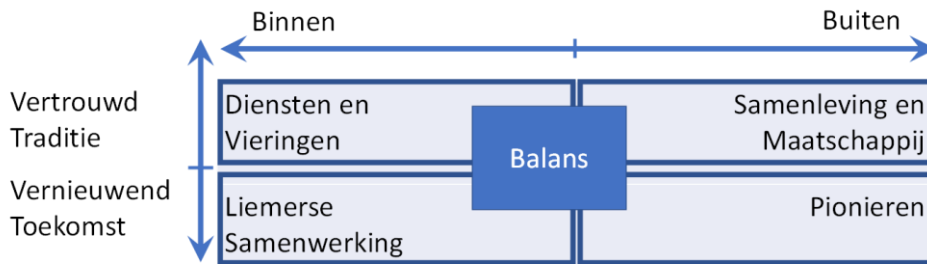 Binnen
Buiten
Vertrouwd
Traditie
Diensten en
Vieringen
Samenleving en
Maatschappij
Balans
Vernieuwend
Toekomst
Liemerse
Samenwerking
Pionieren